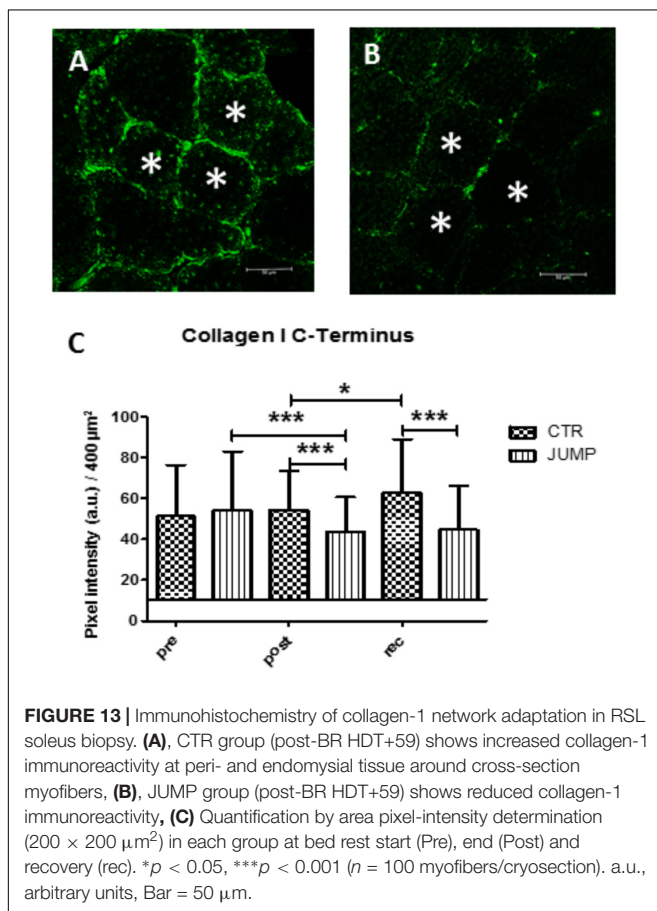 A
B
*
*
*
*
*
*
50 µm
50 µm
C
Collagen I C-Terminus
*
***
***
***
CTR
JUMP
Pixel intensity (a.u.) / 400 µm²
100
80
60
40
20
0
pre
post
rec
FIGURE 13 | Immunohistochemistry of collagen-1 network adaptation in RSL
soleus biopsy. (A), CTR group (post-BR HDT+59) shows increased collagen-1
immunoreactivity at peri- and endomysial tissue around cross-section
myofibers, (B), JUMP group (post-BR HDT+59) shows reduced collagen-1
immunoreactivity, (C) Quantification by area pixel-intensity determination
(200 × 200 µm²) in each group at bed rest start (Pre), end (Post) and
recovery (rec). *p < 0.05, ***p < 0.001 (n = 100 myofibers/cryosection). a.u.,
arbitrary units, Bar = 50 µm.